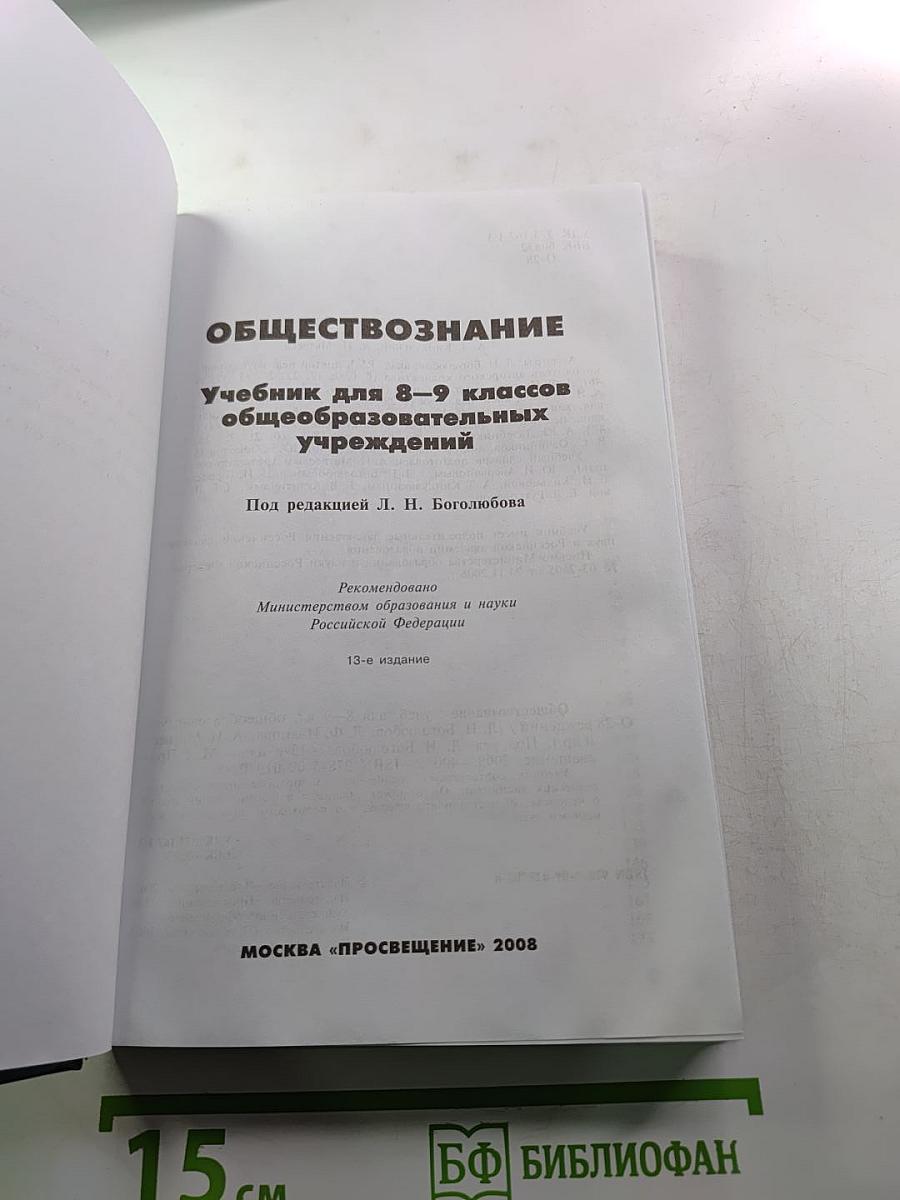 ОБЩЕСТВОЗНАНИЕ
Учебник для 8—9 классов
общеобразовательных
учреждений
Под редакцией Л. Н. Боголюбова
Рекомендовано
Министерством образования и науки
Российской Федерации
13-е издание
МОСКВА «ПРОСВЕЩЕНИЕ» 2008
15 см
БФ БИБЛИОФАН